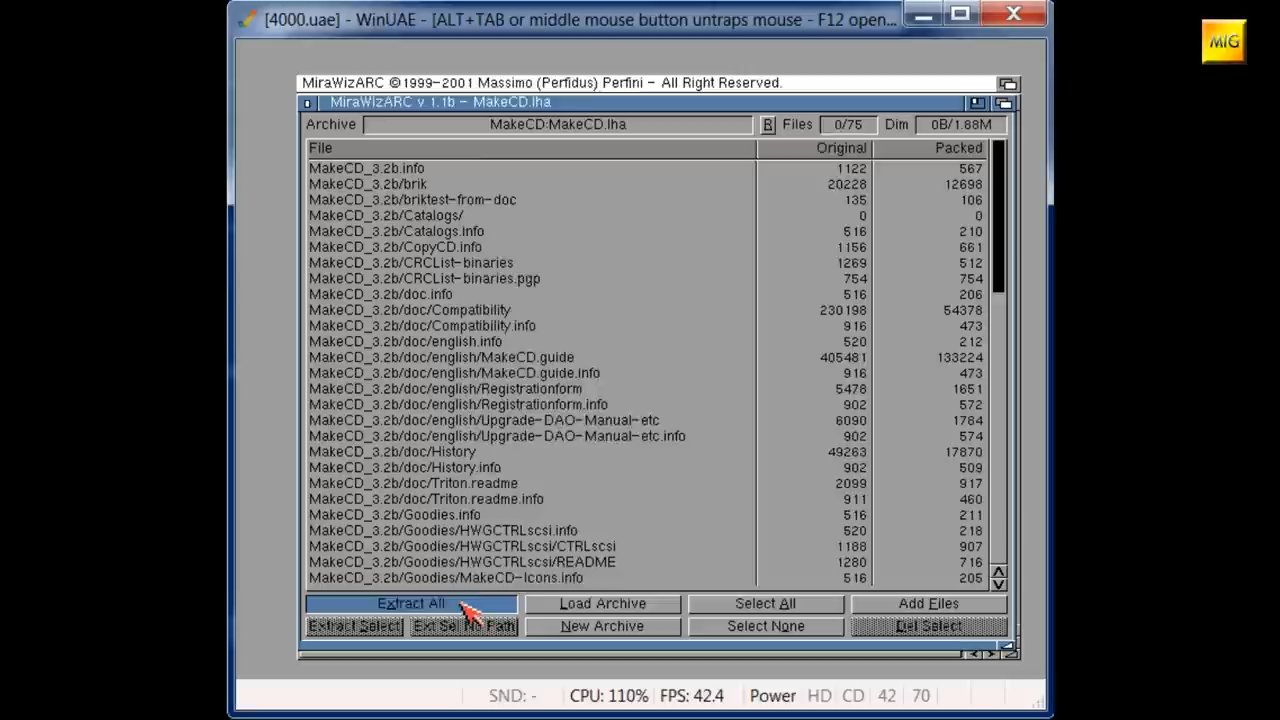 [4000.uae] - WinUAE - [ALT+TAB or middle mouse button untraps mouse - F12 open...
MIG
MiraWizARC ©1999-2001 Massimo (Perfidus) Perfini - All Right Reserved.
MiraWizARC v 1.1b - MakeCD.lha
Archive MakeCD:MakeCD.lha R Files 0/75 Dim 0B/1.88M
File Original Packed
MakeCD_3.2b.info 1122 567
MakeCD_3.2b/brik 20228 12698
MakeCD_3.2b/briktest-from-doc 135 106
MakeCD_3.2b/Catalogs/ 0 0
MakeCD_3.2b/Catalogs.info 516 210
MakeCD_3.2b/CopyCD.info 1156 661
MakeCD_3.2b/CRCList-binaries 1269 512
MakeCD_3.2b/CRCList-binaries.pgp 754 754
MakeCD_3.2b/doc.info 516 206
MakeCD_3.2b/doc/Compatibility 230198 54378
MakeCD_3.2b/doc/Compatibility.info 916 473
MakeCD_3.2b/doc/english.info 520 212
MakeCD_3.2b/doc/english/MakeCD.guide 405481 133224
MakeCD_3.2b/doc/english/MakeCD.guide.info 916 473
MakeCD_3.2b/doc/english/Registrationform 5478 1651
MakeCD_3.2b/doc/english/Registrationform.info 902 572
MakeCD_3.2b/doc/english/Upgrade-DAO-Manual-etc 6090 1784
MakeCD_3.2b/doc/english/Upgrade-DAO-Manual-etc.info 902 574
MakeCD_3.2b/doc/History 49263 17870
MakeCD_3.2b/doc/History.info 902 509
MakeCD_3.2b/doc/Triton.readme 2099 917
MakeCD_3.2b/doc/Triton.readme.info 911 460
MakeCD_3.2b/Goodies.info 516 211
MakeCD_3.2b/Goodies/HWGCTRLscsi.info 520 218
MakeCD_3.2b/Goodies/HWGCTRLscsi/CTRLscsi 1188 907
MakeCD_3.2b/Goodies/HWGCTRLscsi/README 1280 716
MakeCD_3.2b/Goodies/MakeCD-Icons.info 516 205
Extract All Load Archive Select All Add Files
Extract Select Ext Sel No Path New Archive Select None Del Select
SND: - CPU: 110% FPS: 42.4 Power HD CD 42 70